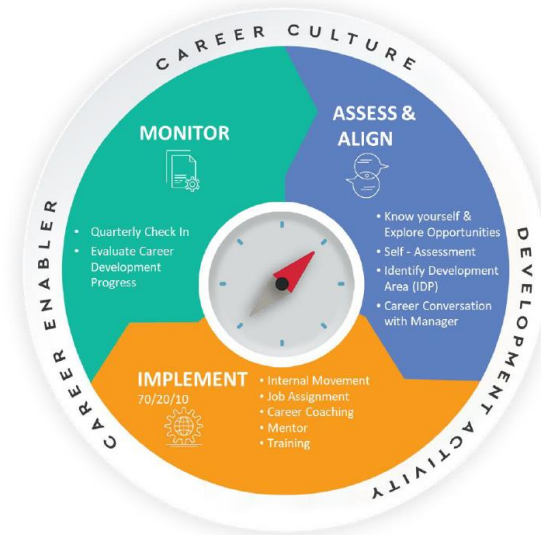 CAREER CULTURE
MONITOR
• Quarterly Check In
• Evaluate Career
Development
Progress
ASSESS &
ALIGN
• Know yourself &
Explore Opportunities
• Self - Assessment
• Identify Development
Area (IDP)
• Career Conversation
with Manager
IMPLEMENT
70/20/10
• Internal Movement
• Job Assignment
• Career Coaching
• Mentor
• Training
CAREER ENABLER
DEVELOPMENT ACTIVITY